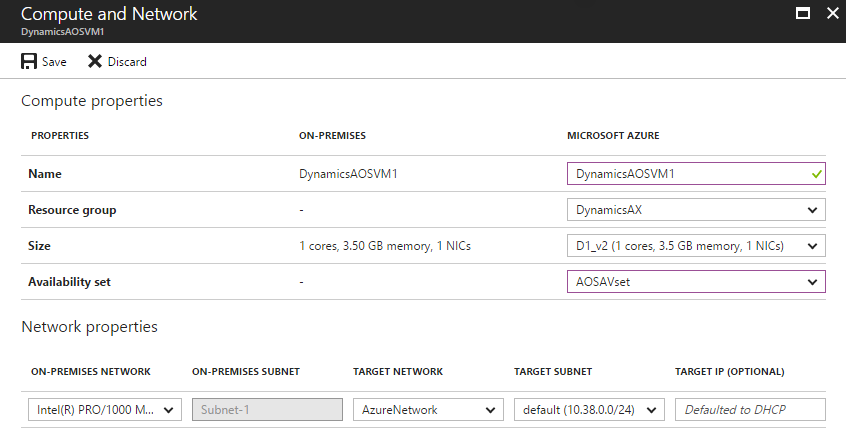 Compute and Network
DynamicsAOSVM1
Save Discard
Compute properties
PROPERTIES ON-PREMISES MICROSOFT AZURE
Name DynamicsAOSVM1 DynamicsAOSVM1
Resource group - DynamicsAX
Size 1 cores, 3.50 GB memory, 1 NICs D1_v2 (1 cores, 3.5 GB memory, 1 NICs)
Availability set - AOSAVset
Network properties
ON-PREMISES NETWORK ON-PREMISES SUBNET TARGET NETWORK TARGET SUBNET TARGET IP (OPTIONAL)
Intel(R) PRO/1000 M... Subnet-1 AzureNetwork default (10.38.0.0/24) Defaulted to DHCP